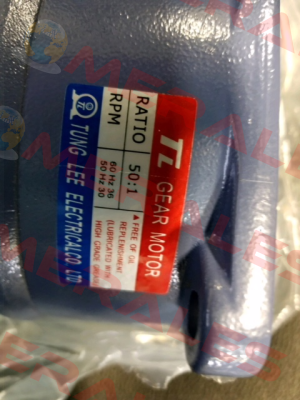 TL GEAR MOTOR
RATIO 50:1
RPM 60 Hz 36
50 Hz 30
& FREE OF OIL
REPLENISHMENT
(LUBRICATED WITH
HIGH GRADE
TUNG LEE ELECTRICAL CO LTD